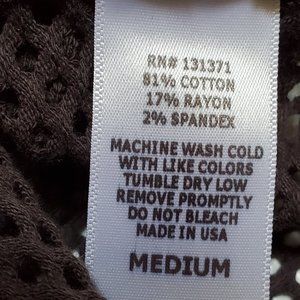 RN# 131371
81% COTTON
17% RAYON
2% SPANDEX
MACHINE WASH COLD
WITH LIKE COLORS
TUMBLE DRY LOW
REMOVE PROMPTLY
DO NOT BLEACH
MADE IN USA
MEDIUM